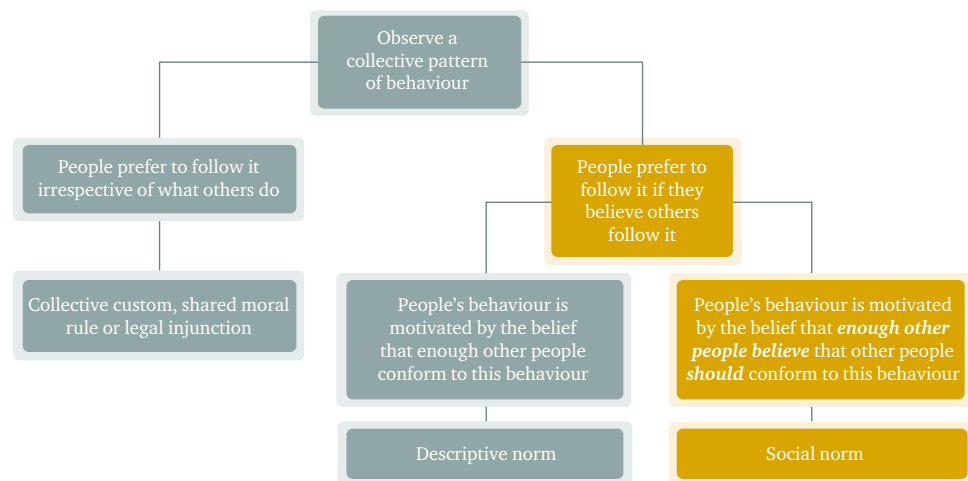 Observe a
collective pattern
of behaviour
People prefer to follow it
irrespective of what others do
People prefer to
follow it if they
believe others
follow it
Collective custom, shared moral
rule or legal injunction
People’s behaviour is
motivated by the belief
that enough other people
conform to this behaviour
People’s behaviour is motivated
by the belief that enough other
people believe that other people
should conform to this behaviour
Descriptive norm
Social norm